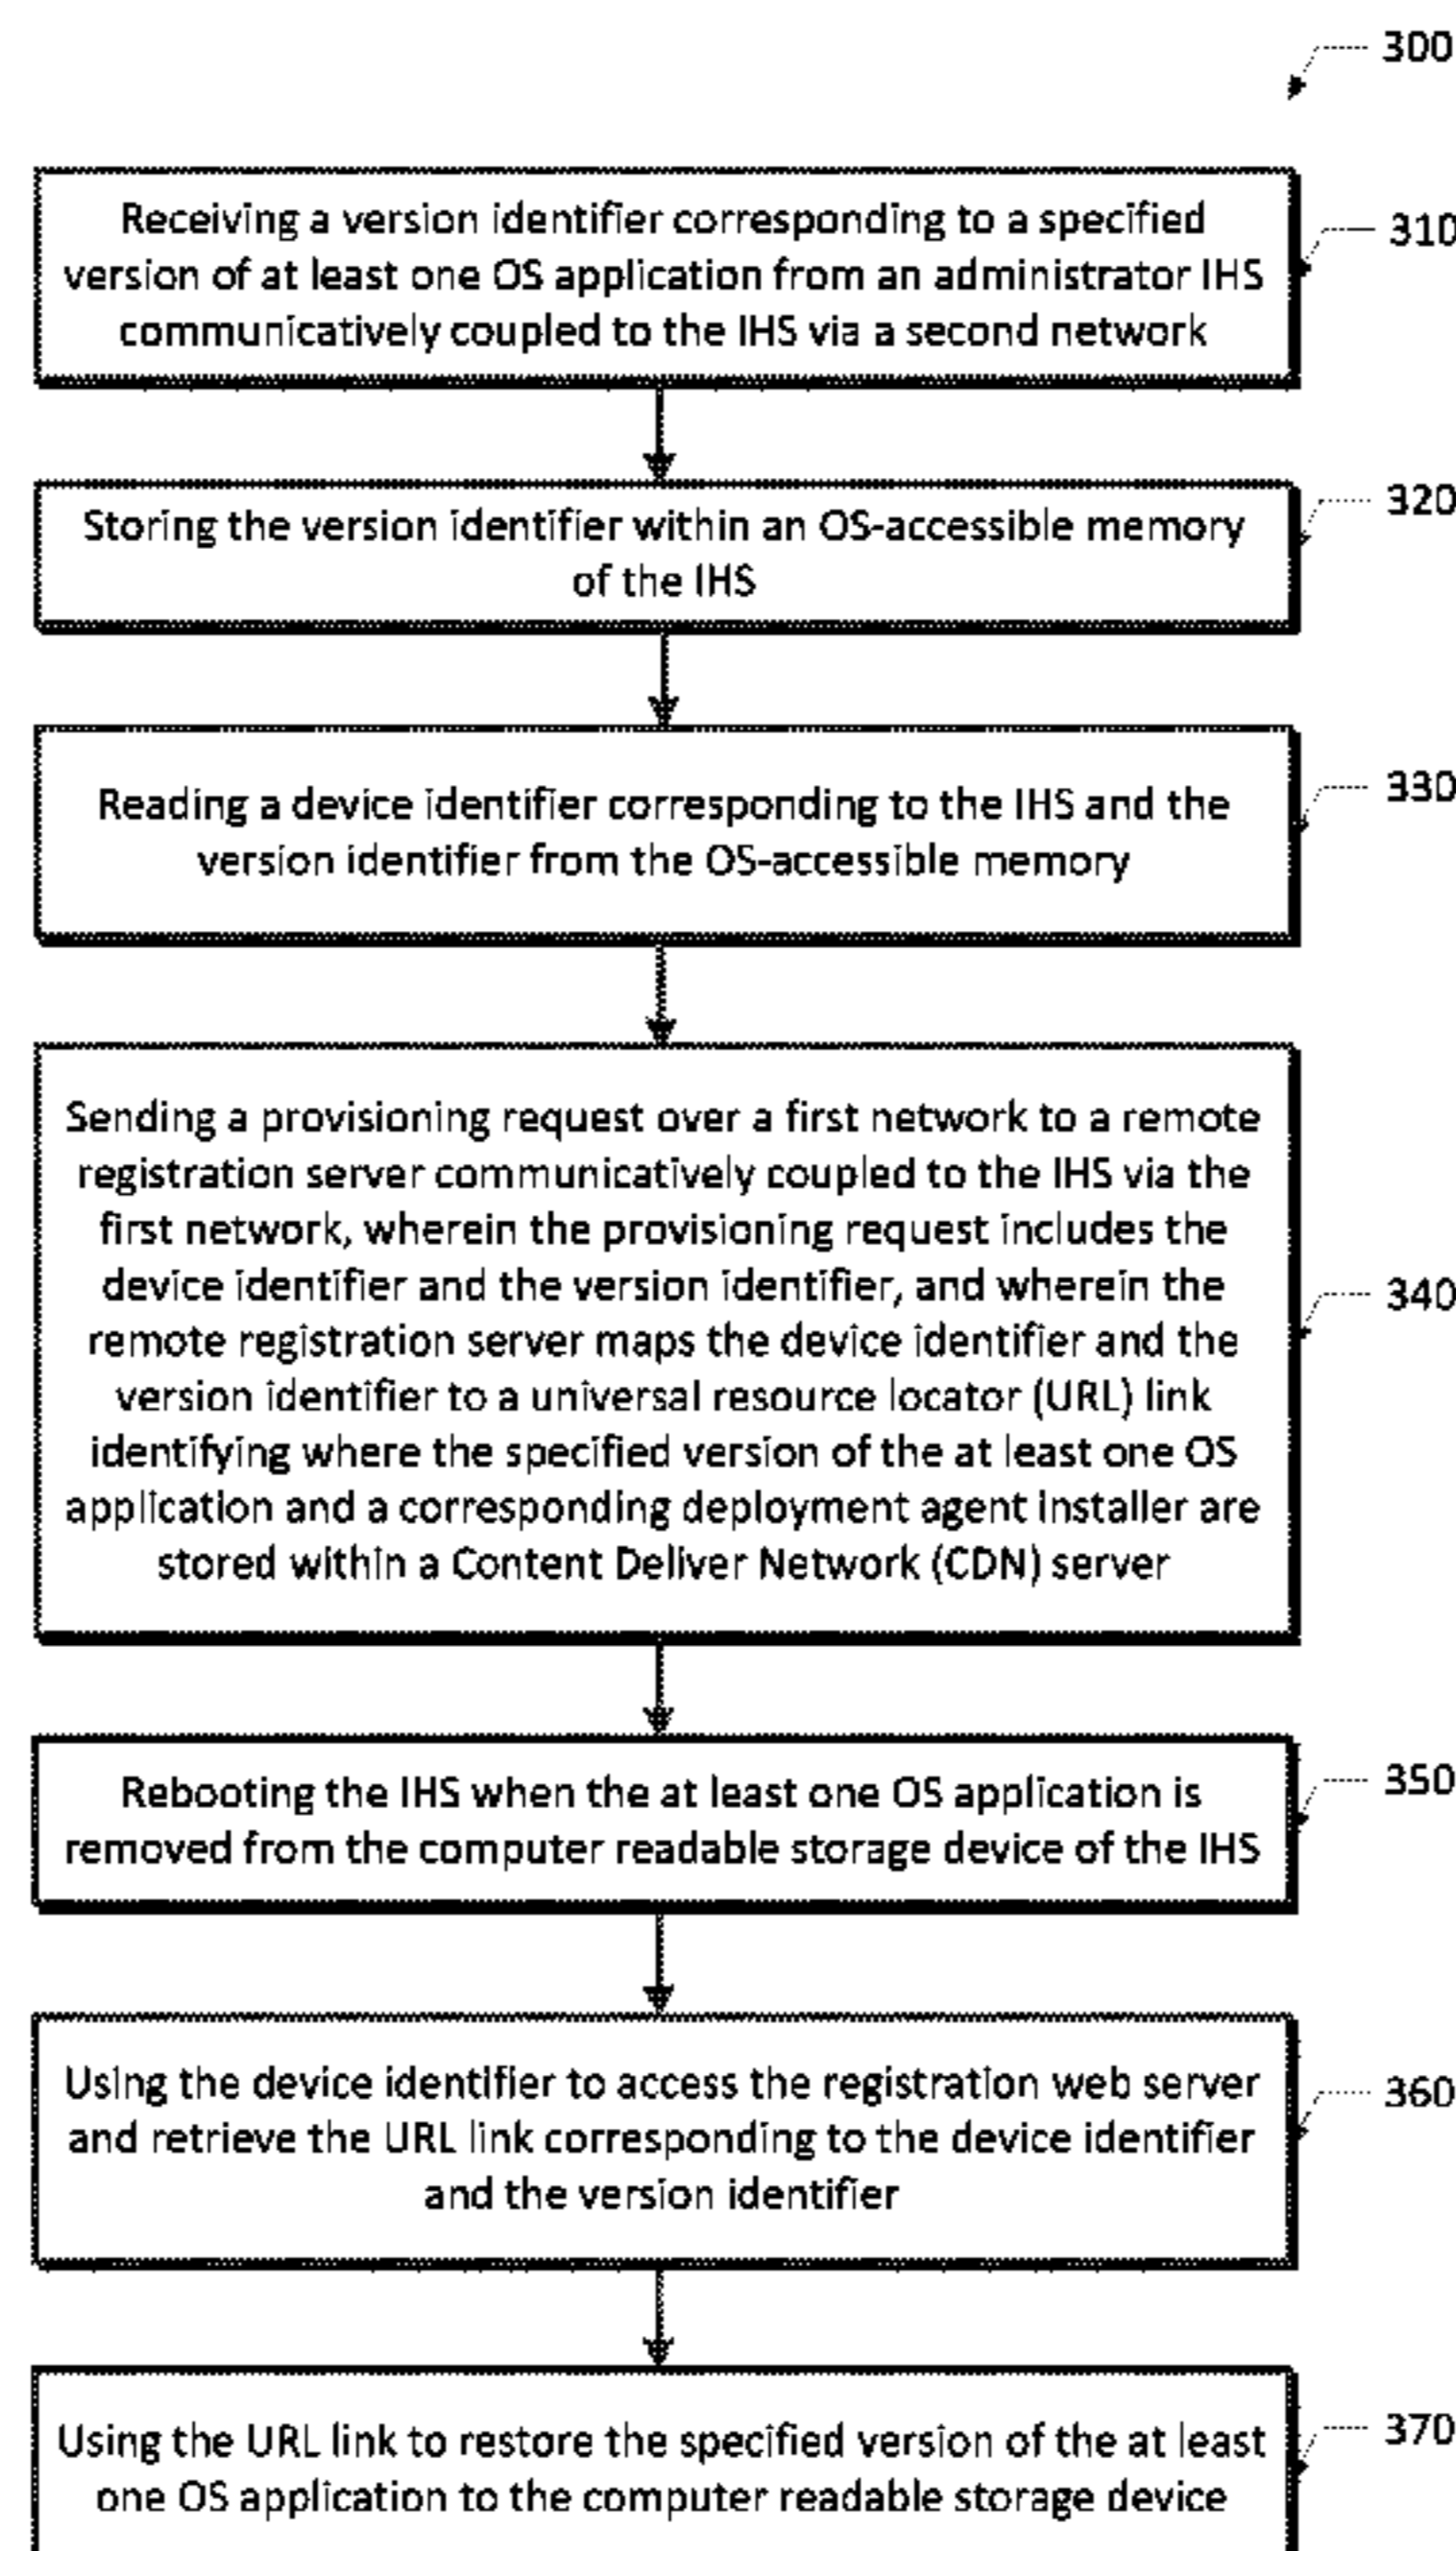 300
Receiving a version identifier corresponding to a specified
version of at least one OS application from an administrator IHS
communicatively coupled to the IHS via a second network
310
Storing the version identifier within an OS-accessible memory
of the IHS
320
Reading a device identifier corresponding to the IHS and the
version identifier from the OS-accessible memory
330
Sending a provisioning request over a first network to a remote
registration server communicatively coupled to the IHS via the
first network, wherein the provisioning request includes the
device identifier and the version identifier, and wherein the
remote registration server maps the device identifier and the
version identifier to a universal resource locator (URL) link
identifying where the specified version of the at least one OS
application and a corresponding deployment agent installer are
stored within a Content Deliver Network (CDN) server
340
Rebooting the IHS when the at least one OS application is
removed from the computer readable storage device of the IHS
350
Using the device identifier to access the registration web server
and retrieve the URL link corresponding to the device identifier
and the version identifier
360
Using the URL link to restore the specified version of the at least
one OS application to the computer readable storage device
370